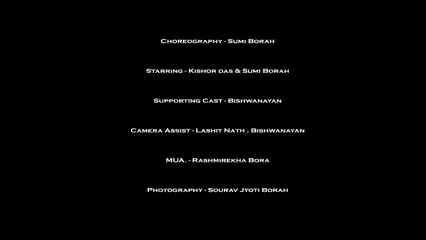 Choreography - Sumi Borah
Starring - Kishor das & Sumi Borah
Supporting Cast - Bishwanayan
Camera Assist - Lashit Nath , Bishwanayan
MUA. - Rashmirekha Bora
Photography - Sourav Jyoti Borah